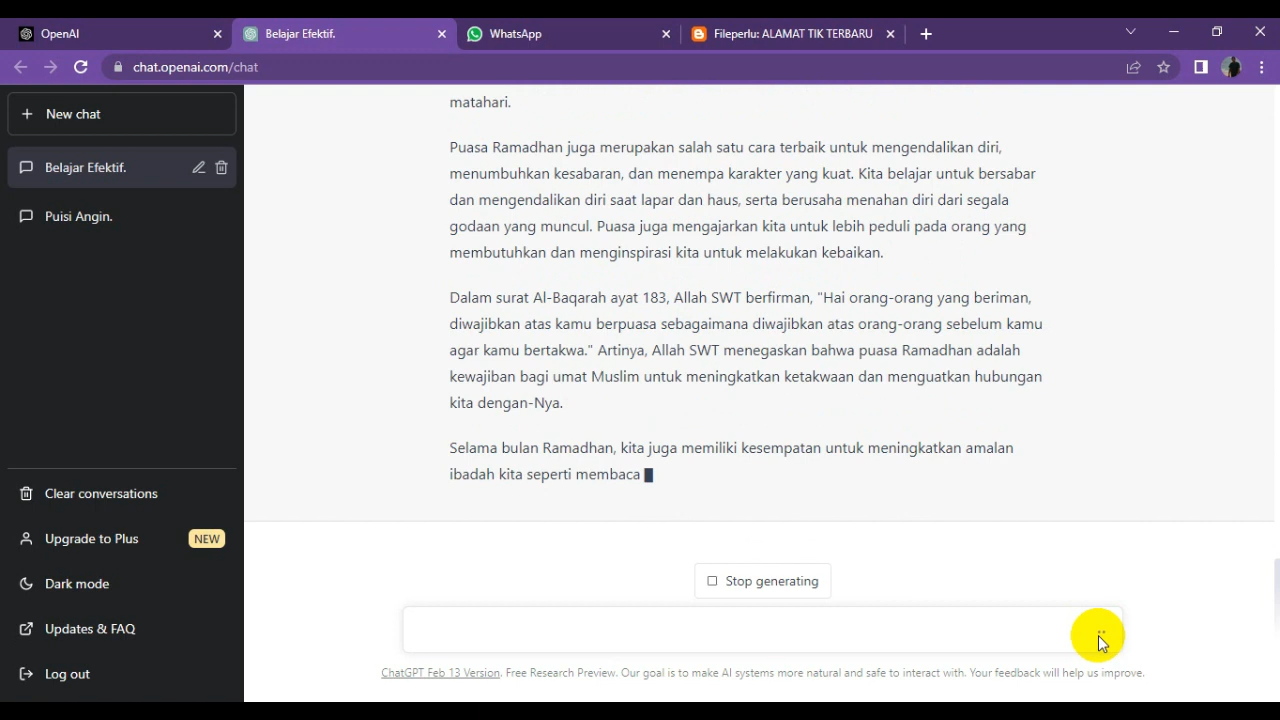 OpenAI
Belajar Efektif.
WhatsApp
Fileperlu: ALAMAT TIK TERBARU
chat.openai.com/chat
New chat
Belajar Efektif.
Puisi Angin.
Clear conversations
Upgrade to Plus NEW
Dark mode
Updates & FAQ
Log out
matahari.
Puasa Ramadhan juga merupakan salah satu cara terbaik untuk mengendalikan diri,
menumbuhkan kesabaran, dan menempa karakter yang kuat. Kita belajar untuk bersabar
dan mengendalikan diri saat lapar dan haus, serta berusaha menahan diri dari segala
godaan yang muncul. Puasa juga mengajarkan kita untuk lebih peduli pada orang yang
membutuhkan dan menginspirasi kita untuk melakukan kebaikan.
Dalam surat Al-Baqarah ayat 183, Allah SWT berfirman, "Hai orang-orang yang beriman,
diwajibkan atas kamu berpuasa sebagaimana diwajibkan atas orang-orang sebelum kamu
agar kamu bertakwa." Artinya, Allah SWT menegaskan bahwa puasa Ramadhan adalah
kewajiban bagi umat Muslim untuk meningkatkan ketakwaan dan menguatkan hubungan
kita dengan-Nya.
Selama bulan Ramadhan, kita juga memiliki kesempatan untuk meningkatkan amalan
ibadah kita seperti membaca
Stop generating
ChatGPT Feb 13 Version. Free Research Preview. Our goal is to make AI systems more natural and safe to interact with. Your feedback will help us improve.